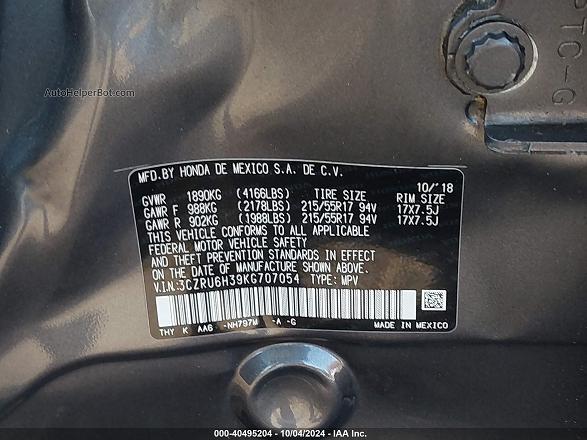 PTC-G
AutoHelperBot.com
MFD.BY HONDA DE MEXICO S.A. DE C.V.
10/'18
GVWR 1890KG (4166LBS) TIRE SIZE RIM SIZE
GAWR F 988KG (2178LBS) 215/55R17 94V 17X7.5J
GAWR R 902KG (1988LBS) 215/55R17 94V 17X7.5J
THIS VEHICLE CONFORMS TO ALL APPLICABLE
FEDERAL MOTOR VEHICLE SAFETY
AND THEFT PREVENTION STANDARDS IN EFFECT
ON THE DATE OF MANUFACTURE SHOWN ABOVE.
V.I.N:3CZRU6H39KG707054 TYPE: MPV
THY K AA6 -NH797M -A -G MADE IN MEXICO
000-40495204 - 10/04/2024 - IAA Inc.